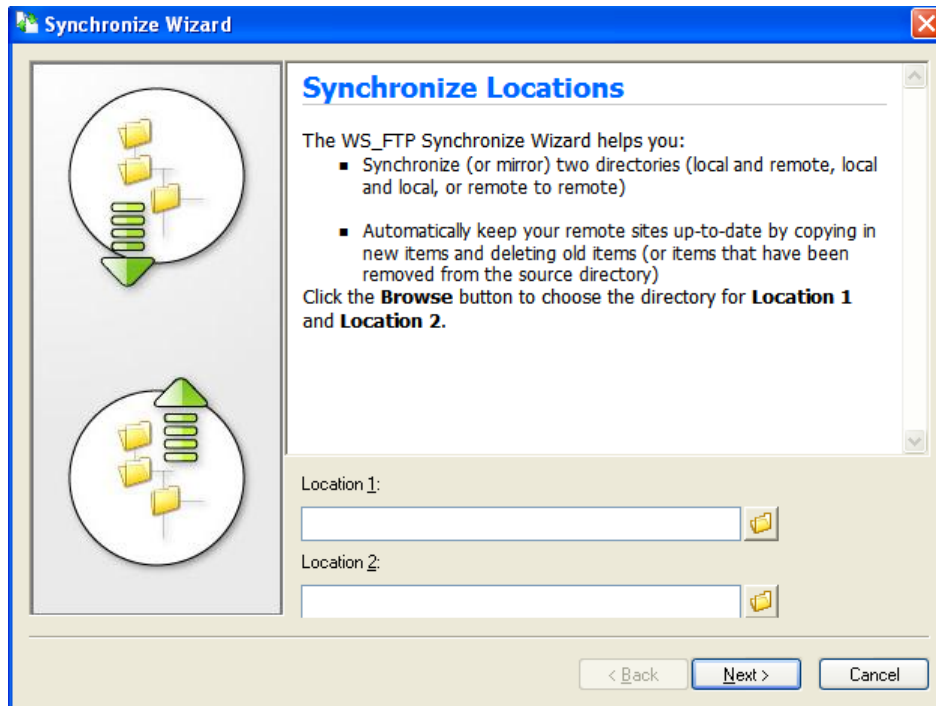 Synchronize Wizard
Synchronize Locations
The WS_FTP Synchronize Wizard helps you:
▪ Synchronize (or mirror) two directories (local and remote, local
and local, or remote to remote)
▪ Automatically keep your remote sites up-to-date by copying in
new items and deleting old items (or items that have been
removed from the source directory)
Click the Browse button to choose the directory for Location 1
and Location 2.
Location 1:
Location 2:
< Back
Next >
Cancel